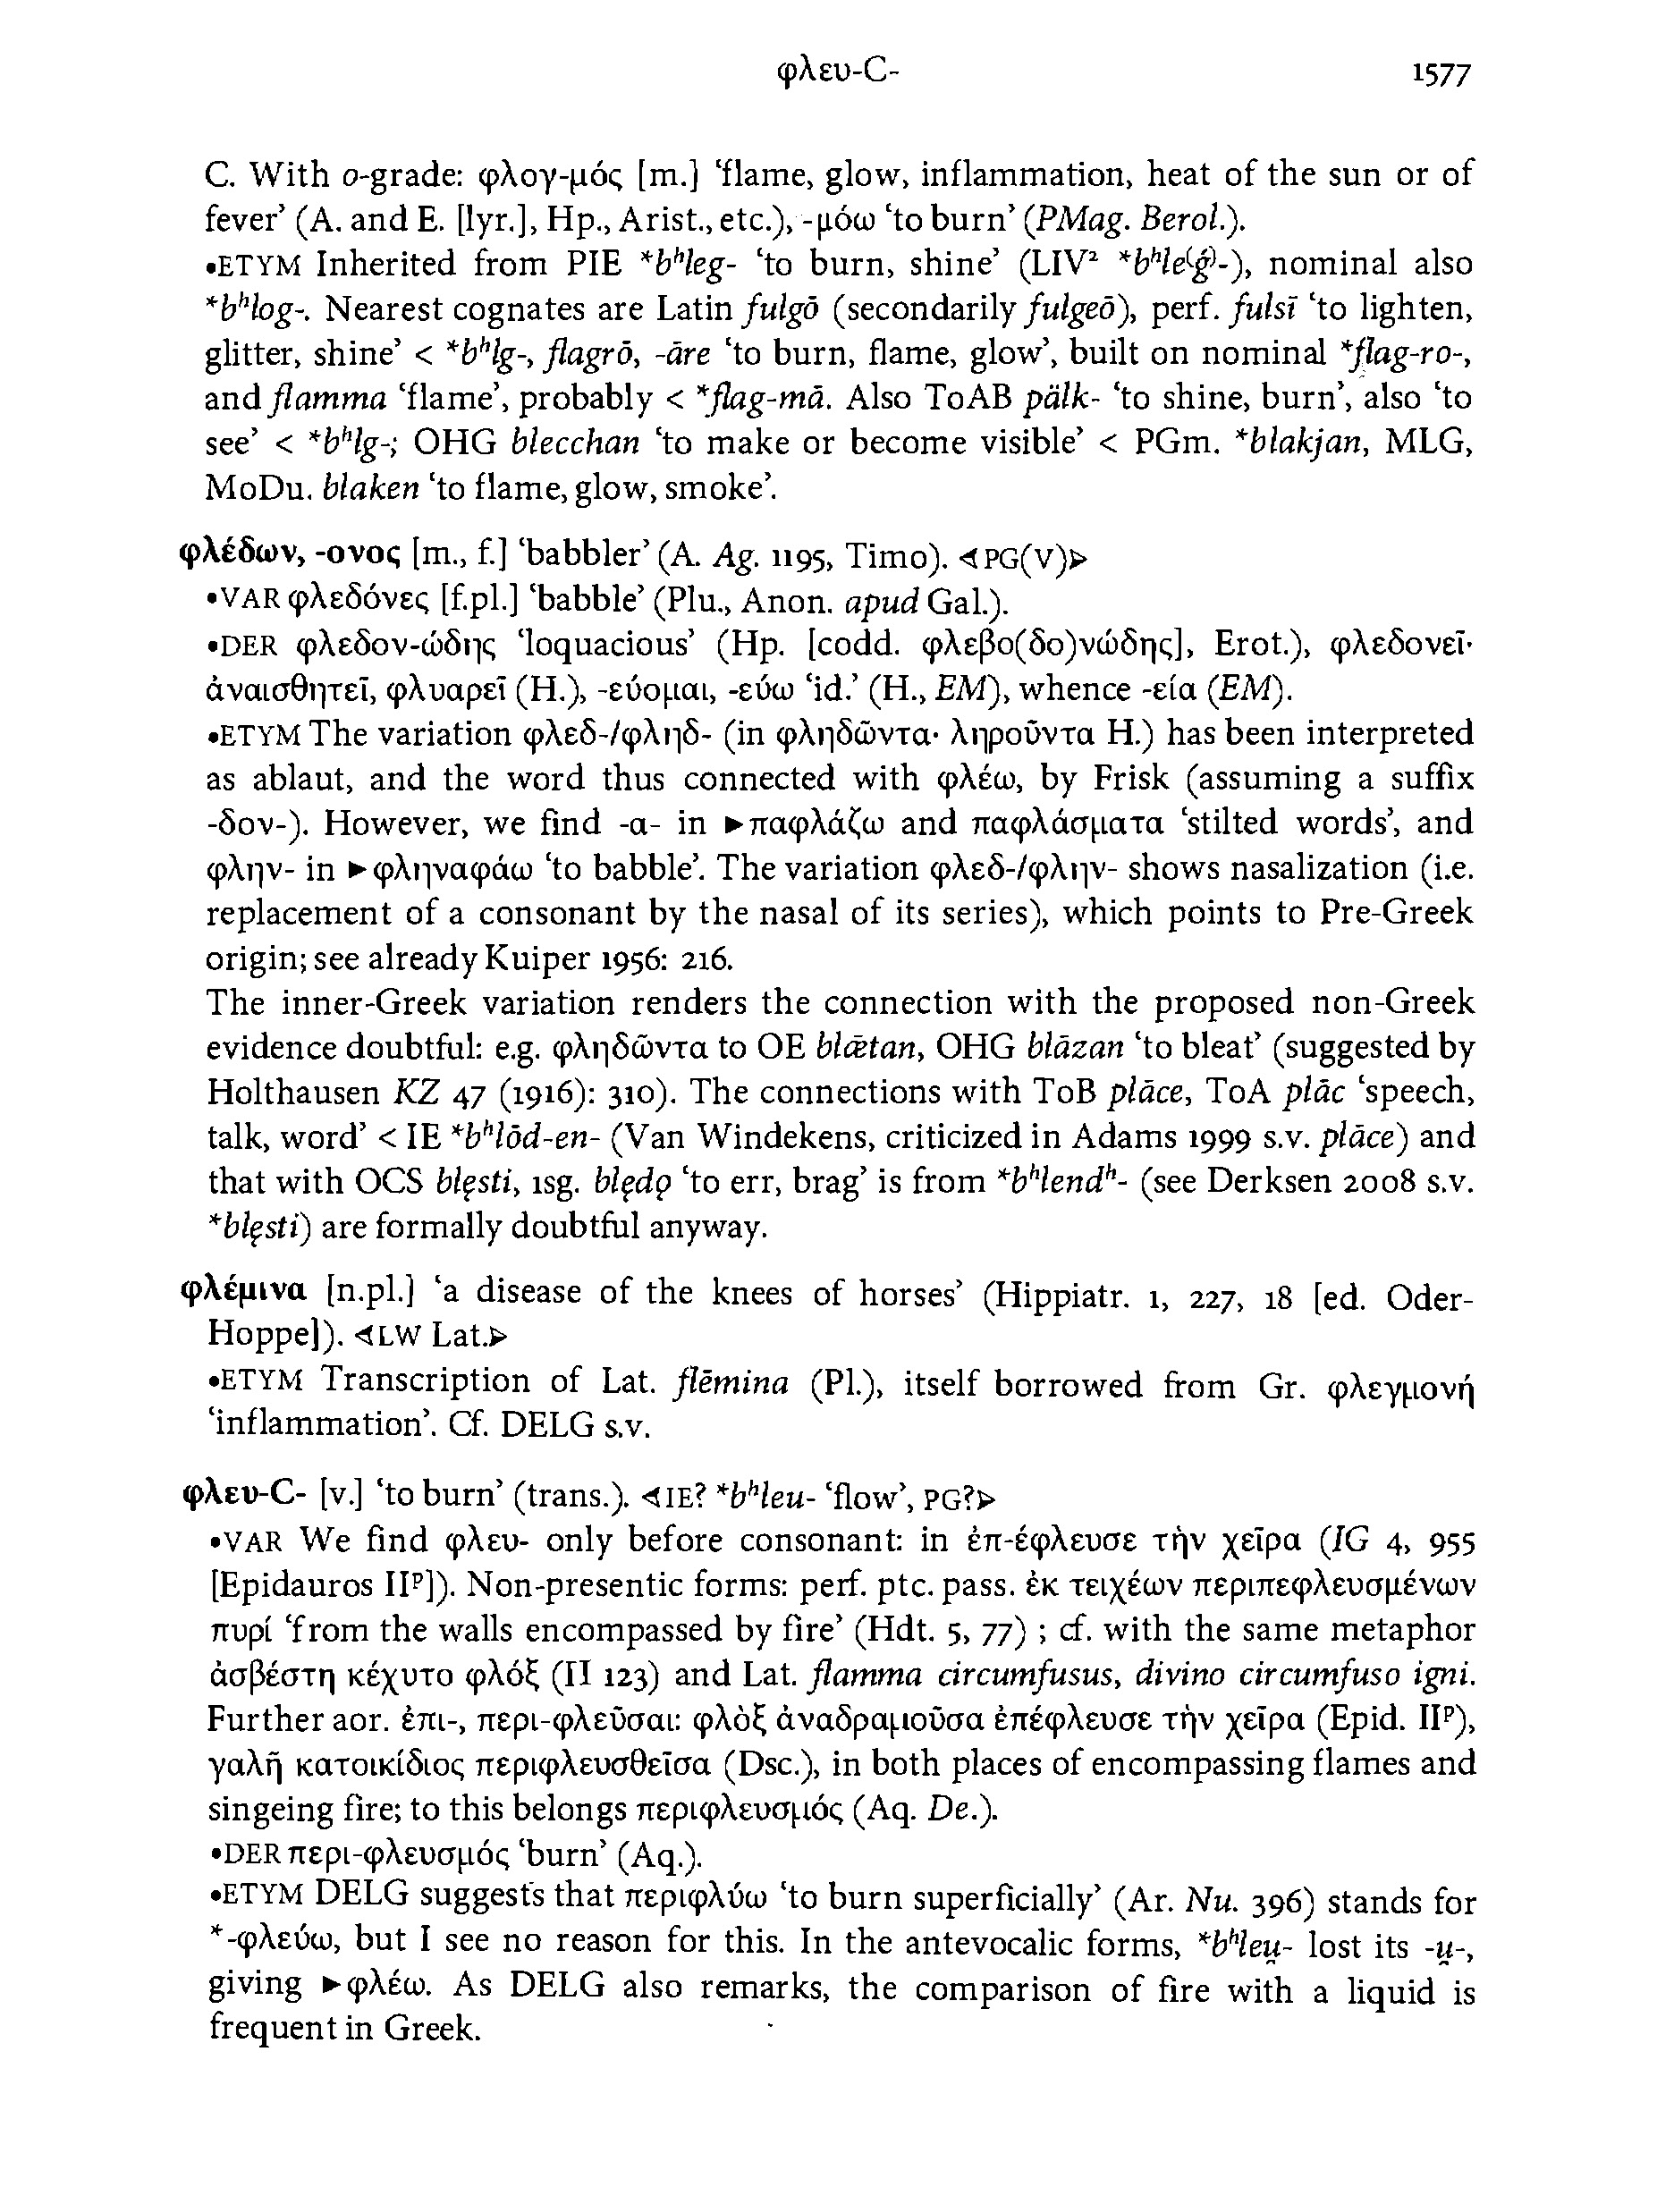 φλευ-C- 1577
C. With o-grade: φλογ-μός [m.] ‘flame, glow, inflammation, heat of the sun or of
fever’ (A. and E. [lyr.], Hp., Arist., etc.), -μόω ‘to burn’ (PMag. Berol.).
•ETYM Inherited from PIE *bʰleg- ‘to burn, shine’ (LIV² *bʰle⁽ǵ⁾-), nominal also
*bʰlog-. Nearest cognates are Latin fulgō (secondarily fulgeō), perf. fulsī ‘to lighten,
glitter, shine’ < *bʰlg-, flagrō, -āre ‘to burn, flame, glow’, built on nominal *flag-ro-,
and flamma ‘flame’, probably < *flag-mā. Also ToAB pälk- ‘to shine, burn’, also ‘to
see’ < *bʰlg-; OHG blecchan ‘to make or become visible’ < PGm. *blakjan, MLG,
MoDu. blaken ‘to flame, glow, smoke’.
φλέδων, -ονος [m., f.] ‘babbler’ (A. Ag. 1195, Timo). ◁PG(V)▷
•VAR φλεδόνες [f.pl.] ‘babble’ (Plu., Anon. apud Gal.).
•DER φλεδον-ώδης ‘loquacious’ (Hp. [codd. φλεβο(δο)νώδης], Erot.), φλεδονεῖ·
ἀναισθητεῖ, φλυαρεῖ (H.), -εύομαι, -εύω ‘id.’ (H., EM), whence -εία (EM).
•ETYM The variation φλεδ-/φληδ- (in φληδῶντα· ληροῦντα H.) has been interpreted
as ablaut, and the word thus connected with φλέω, by Frisk (assuming a suffix
-δον-). However, we find -α- in ►παφλάζω and παφλάσματα ‘stilted words’, and
φλην- in ►φληναφάω ‘to babble’. The variation φλεδ-/φλην- shows nasalization (i.e.
replacement of a consonant by the nasal of its series), which points to Pre-Greek
origin; see already Kuiper 1956: 216.
The inner-Greek variation renders the connection with the proposed non-Greek
evidence doubtful: e.g. φληδῶντα to OE blǣtan, OHG blāzan ‘to bleat’ (suggested by
Holthausen KZ 47 (1916): 310). The connections with ToB plāce, ToA plāc ‘speech,
talk, word’ < IE *bʰlōd-en- (Van Windekens, criticized in Adams 1999 s.v. plāce) and
that with OCS blęsti, 1sg. blędǫ ‘to err, brag’ is from *bʰlendʰ- (see Derksen 2008 s.v.
*blęsti) are formally doubtful anyway.
φλέμινα [n.pl.] ‘a disease of the knees of horses’ (Hippiatr. 1, 227, 18 [ed. Oder-
Hoppe]). ◁LW Lat.▷
•ETYM Transcription of Lat. flēmina (Pl.), itself borrowed from Gr. φλεγμονή
‘inflammation’. Cf. DELG s.v.
φλευ-C- [v.] ‘to burn’ (trans.). ◁IE? *bʰleu- ‘flow’, PG?▷
•VAR We find φλευ- only before consonant: in ἐπ-έφλευσε τὴν χεῖρα (IG 4, 955
[Epidauros IIᵖ]). Non-presentic forms: perf. ptc. pass. ἐκ τειχέων περιπεφλευσμένων
πυρί ‘from the walls encompassed by fire’ (Hdt. 5, 77) ; cf. with the same metaphor
ἀσβέστη κέχυτο φλόξ (Π 123) and Lat. flamma circumfusus, divino circumfuso igni.
Further aor. ἐπι-, περι-φλεῦσαι: φλὸξ ἀναδραμοῦσα ἐπέφλευσε τὴν χεῖρα (Epid. IIᵖ),
γαλῆ κατοικίδιος περιφλευσθεῖσα (Dsc.), in both places of encompassing flames and
singeing fire; to this belongs περιφλευσμός (Aq. De.).
•DER περι-φλευσμός ‘burn’ (Aq.).
•ETYM DELG suggests that περιφλύω ‘to burn superficially’ (Ar. Nu. 396) stands for
*-φλεύω, but I see no reason for this. In the antevocalic forms, *bʰleu̯- lost its -u̯-,
giving ►φλέω. As DELG also remarks, the comparison of fire with a liquid is
frequent in Greek.